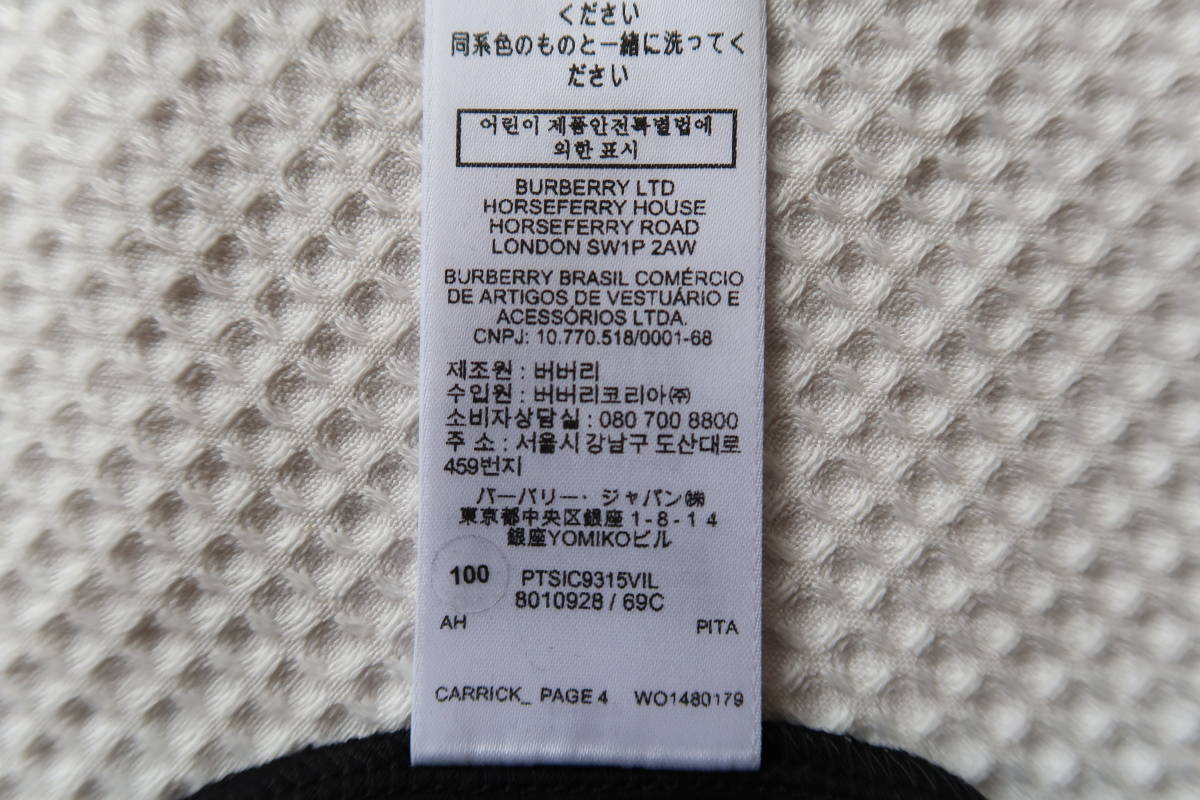 ください
同系色のものと一緒に洗ってく
ださい
어린이 제품안전특별법에
의한 표시
BURBERRY LTD
HORSEFERRY HOUSE
HORSEFERRY ROAD
LONDON SW1P 2AW
BURBERRY BRASIL COMÉRCIO
DE ARTIGOS DE VESTUÁRIO E
ACESSÓRIOS LTDA.
CNPJ: 10.770.518/0001-68
제조원 : 버버리
수입원 : 버버리코리아㈜
소비자상담실 : 080 700 8800
주 소 : 서울시 강남구 도산대로
459번지
バーバリー・ジャパン㈱
東京都中央区銀座1-8-14
銀座YOMIKOビル
100 PTSIC9315VIL
8010928 / 69C
AH PITA
CARRICK_ PAGE 4 WO1480179